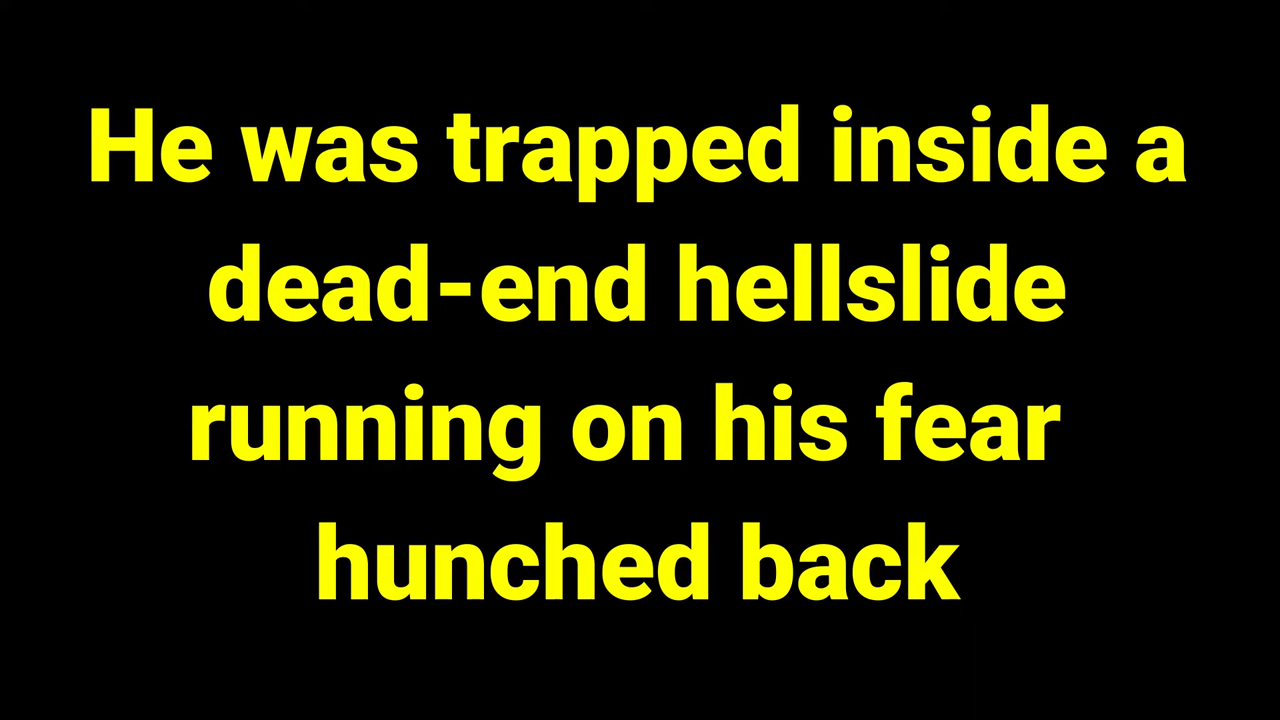 He was trapped inside a
dead-end hellslide
running on his fear
hunched back